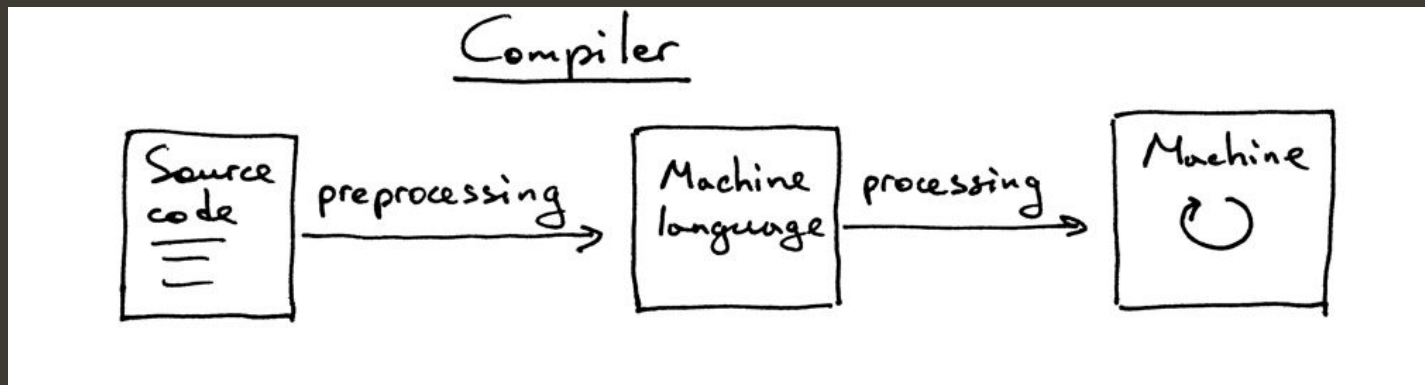 Compiler
Source
code
preprocessing
Machine
language
processing
Machine